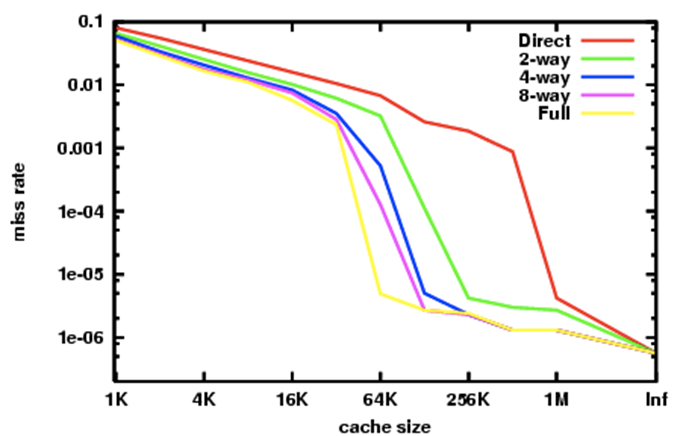 0.1
0.01
0.001
1e-04
1e-05
1e-06
miss rate
Direct
2-way
4-way
8-way
Full
1K 4K 16K 64K 256K 1M Inf
cache size